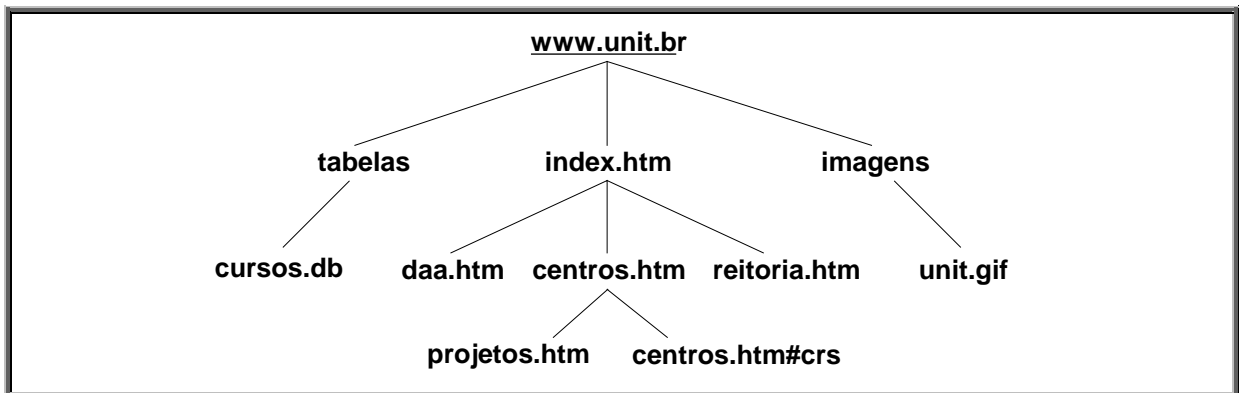 www.unit.br
tabelas index.htm imagens
cursos.db daa.htm centros.htm reitoria.htm unit.gif
projetos.htm centros.htm#crs